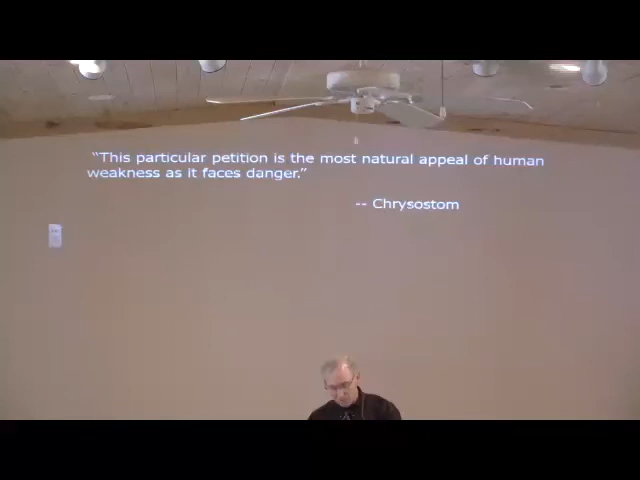 “This particular petition is the most natural appeal of human
weakness as it faces danger.”
-- Chrysostom